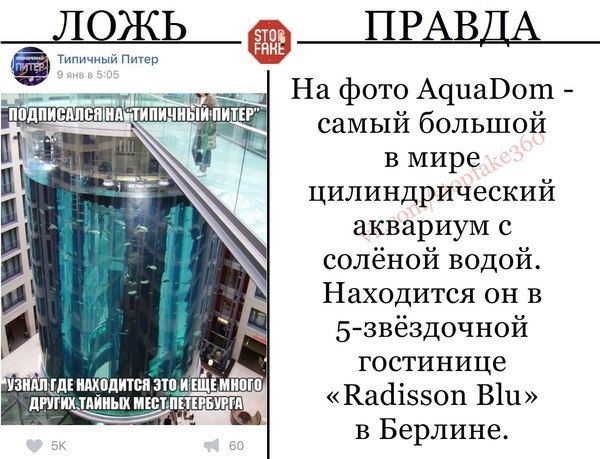 ЛОЖЬ
STOP
FAKE
ПРАВДА
Типичный Питер
9 янв в 5:05
ПОДПИСАЛСЯ НА "ТИПИЧНЫЙ ПИТЕР"
УЗНАЛ ГДЕ НАХОДИТСЯ ЭТО И ЕЩЕ МНОГО
ДРУГИХ ТАЙНЫХ МЕСТ ПЕТЕРБУРГА
5K
60
На фото AquaDom -
самый большой
в мире
цилиндрический
аквариум с
солёной водой.
Находится он в
5-звёздочной
гостинице
«Radisson Blu»
в Берлине.
vk.com/stopfake360